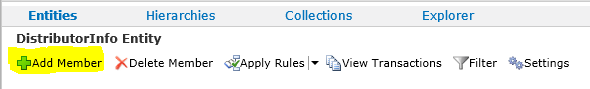 Entities Hierarchies Collections Explorer
DistributorInfo Entity
Add Member Delete Member Apply Rules View Transactions Filter Settings